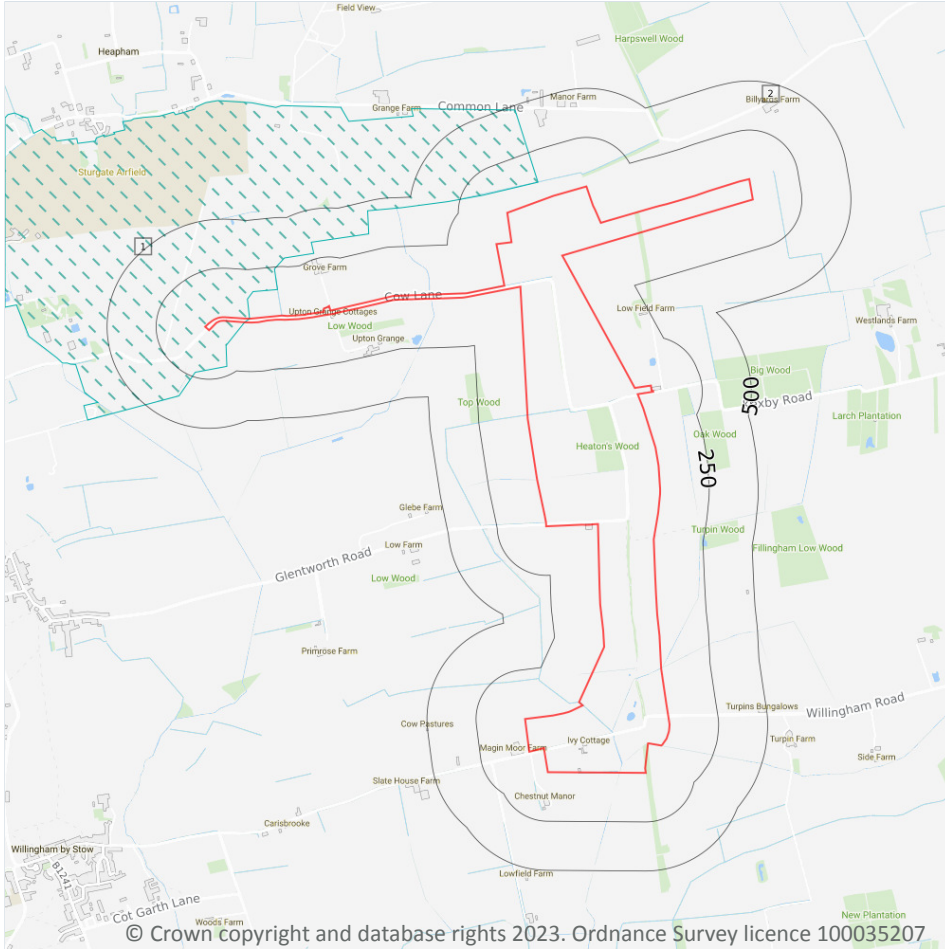 Field View
Harpswell Wood
Heapham
Manor Farm
2
Billyards Farm
Grange Farm
Common Lane
Sturgate Airfield
1
Grove Farm
Cow Lane
Upton Grange Cottages
Low Wood
Upton Grange
Low Field Farm
Westlands Farm
Big Wood
Kexby Road
500
Top Wood
Larch Plantation
Oak Wood
Heaton's Wood
250
Glebe Farm
Turpin Wood
Low Farm
Fillingham Low Wood
Glentworth Road
Low Wood
Primrose Farm
Turpins Bungalows
Willingham Road
Cow Pastures
Ivy Cottage
Magin Moor Farm
Turpin Farm
Side Farm
Slate House Farm
Chestnut Manor
Carisbrooke
Willingham by Stow
B1241
Lowfield Farm
Cot Garth Lane
Woods Farm
New Plantation
© Crown copyright and database rights 2023. Ordnance Survey licence 100035207